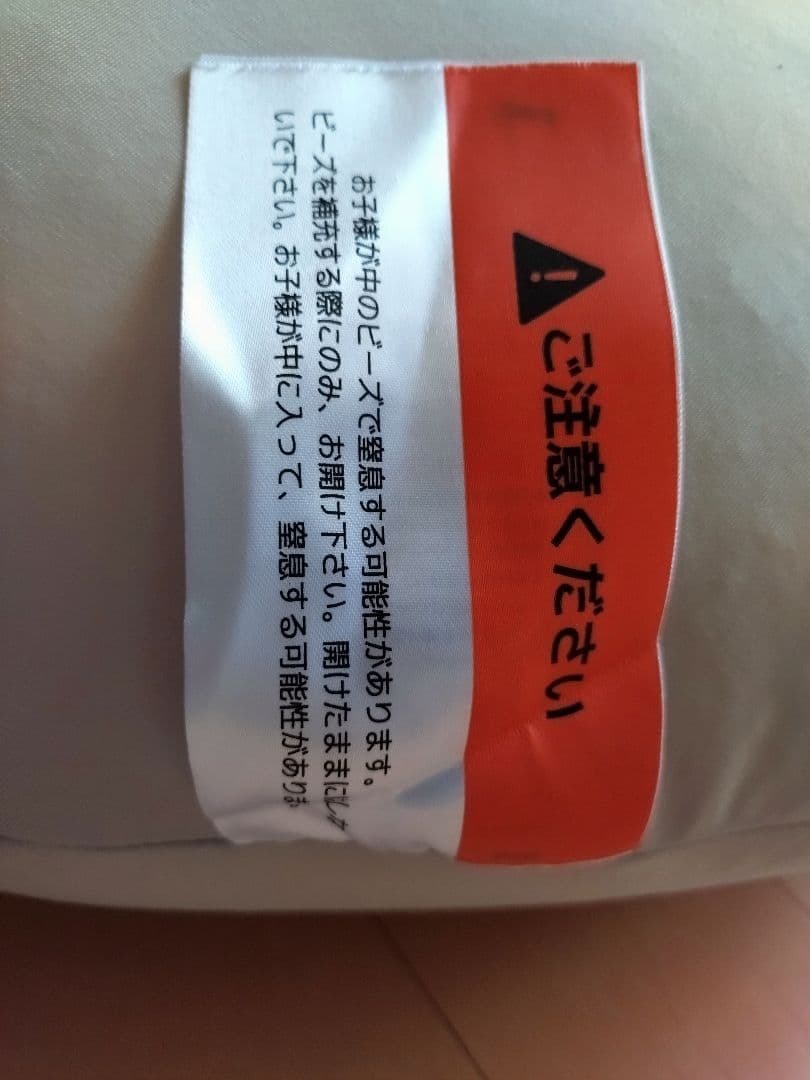 ご注意ください
お子様が中のビーズで窒息する可能性があります。
ビーズを補充する際にのみ、お開け下さい。開けたままにしな
いで下さい。お子様が中に入って、窒息する可能性がありま